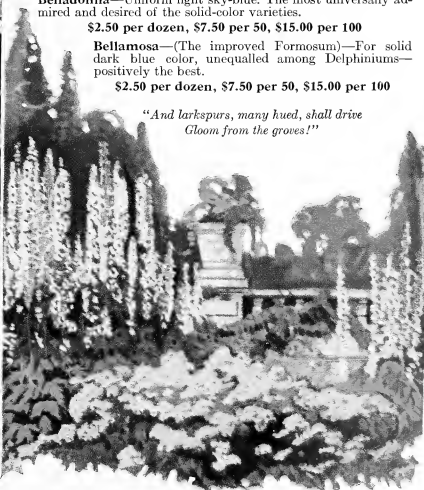 Belladonna—Uniform light sky-blue. The most universally ad-
mired and desired of the solid-color varieties.
$2.50 per dozen, $7.50 per 50, $15.00 per 100
Bellamosa—(The improved Formosum)—For solid
dark blue color, unequalled among Delphiniums—
positively the best.
$2.50 per dozen, $7.50 per 50, $15.00 per 100
"And larkspurs, many hued, shall drive
Gloom from the groves!"